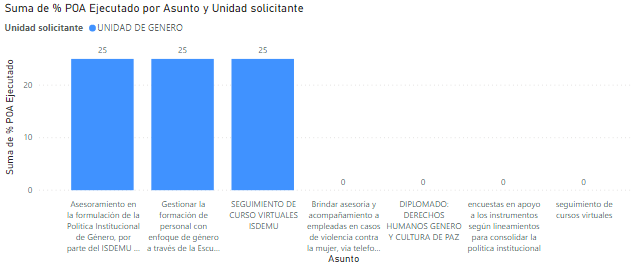 Suma de % POA Ejecutado por Asunto y Unidad solicitante
Unidad solicitante UNIDAD DE GENERO
Suma de % POA Ejecutado
20
10
0
25
25
25
0
0
0
0
Asesoramiento en
la formulación de la
Política Institucional
de Género, por
parte del ISDEMU ...
Gestionar la
formación de
personal con
enfoque de género
a través de la Escu...
SEGUIMIENTO DE
CURSO VIRTUALES
ISDEMU
Brindar asesoria y
acompañamiento a
empleadas en casos
de violencia contra
la mujer, via telefo...
DIPLOMADO:
DERECHOS
HUMANOS GENERO
Y CULTURA DE PAZ
encuestas en apoyo
a los instrumentos
según lineamientos
para consolidar la
politica institucional
seguimiento de
cursos virtuales
Asunto